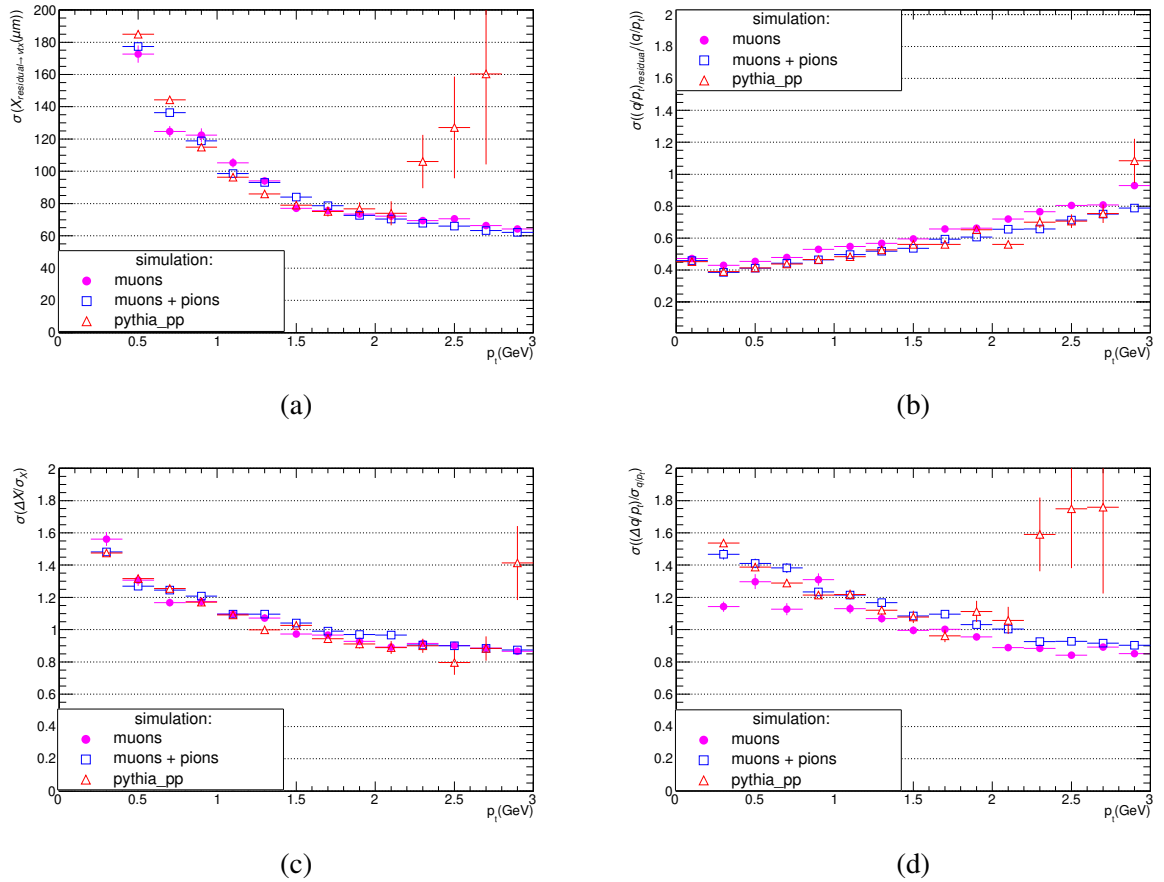 σ(X_residual→vtx(μm))
200
180
160
140
120
100
80
60
40
20
0
simulation:
muons
muons + pions
pythia_pp
0 0.5 1 1.5 2 2.5 3
p_t(GeV)
(a)
σ((q/p_t)_residual/(q/p_t))
2
1.8
1.6
1.4
1.2
1
0.8
0.6
0.4
0.2
simulation:
muons
muons + pions
pythia_pp
0 0.5 1 1.5 2 2.5 3
p_t(GeV)
(b)
σ(ΔX/σ_X)
2
1.8
1.6
1.4
1.2
1
0.8
0.6
0.4
0.2
0
simulation:
muons
muons + pions
pythia_pp
0 0.5 1 1.5 2 2.5 3
p_t(GeV)
(c)
σ((Δq/p_t)/σ_q/p_t)
2
1.8
1.6
1.4
1.2
1
0.8
0.6
0.4
0.2
0
simulation:
muons
muons + pions
pythia_pp
0 0.5 1 1.5 2 2.5 3
p_t(GeV)
(d)